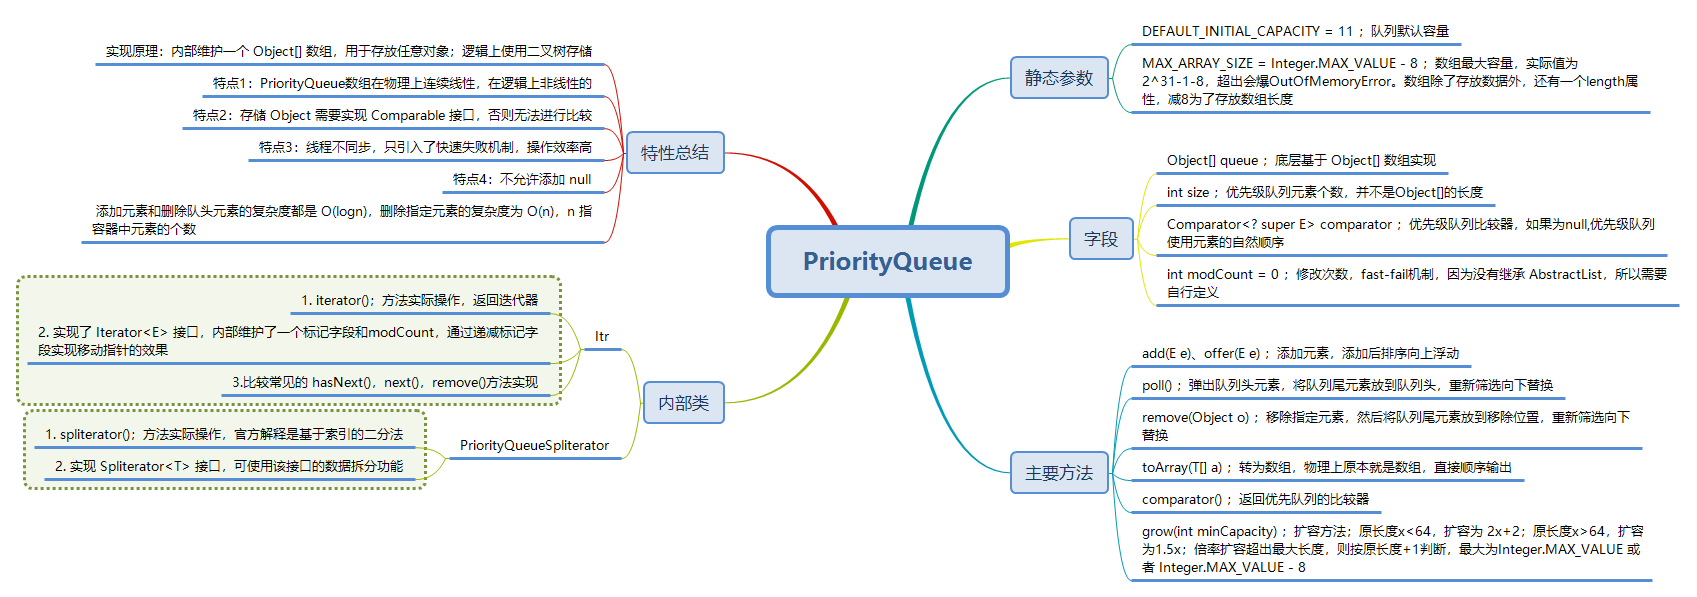 PriorityQueue
特性总结
实现原理：内部维护一个 Object[] 数组，用于存放任意对象；逻辑上使用二叉树存储
特点1：PriorityQueue数组在物理上连续线性，在逻辑上非线性的
特点2：存储 Object 需要实现 Comparable 接口，否则无法进行比较
特点3：线程不同步，只引入了快速失败机制，操作效率高
特点4：不允许添加 null
添加元素和删除队头元素的复杂度都是 O(logn)，删除指定元素的复杂度为 O(n)，n 指
容器中元素的个数
内部类
Itr
1. iterator()；方法实际操作，返回迭代器
2. 实现了 Iterator<E> 接口，内部维护了一个标记字段和modCount，通过递减标记字
段实现移动指针的效果
3.比较常见的 hasNext()，next()，remove()方法实现
PriorityQueueSpliterator
1. spliterator()；方法实际操作，官方解释是基于索引的二分法
2. 实现 Spliterator<T> 接口，可使用该接口的数据拆分功能
静态参数
DEFAULT_INITIAL_CAPACITY = 11 ；队列默认容量
MAX_ARRAY_SIZE = Integer.MAX_VALUE - 8 ；数组最大容量，实际值为
2^31-1-8，超出会爆OutOfMemoryError。数组除了存放数据外，还有一个length属
性，减8为了存放数组长度
字段
Object[] queue ；底层基于 Object[] 数组实现
int size ；优先级队列元素个数，并不是Object[]的长度
Comparator<? super E> comparator ；优先级队列比较器，如果为null,优先级队列
使用元素的自然顺序
int modCount = 0 ；修改次数，fast-fail机制，因为没有继承 AbstractList，所以需要
自行定义
主要方法
add(E e)、offer(E e) ；添加元素，添加后排序向上浮动
poll() ；弹出队列头元素，将队列尾元素放到队列头，重新筛选向下替换
remove(Object o) ；移除指定元素，然后将队列尾元素放到移除位置，重新筛选向下
替换
toArray(T[] a) ；转为数组，物理上原本就是数组，直接顺序输出
comparator() ；返回优先队列的比较器
grow(int minCapacity) ；扩容方法；原长度x<64，扩容为 2x+2；原长度x>64，扩容
为1.5x；倍率扩容超出最大长度，则按原长度+1判断，最大为Integer.MAX_VALUE 或
者 Integer.MAX_VALUE - 8